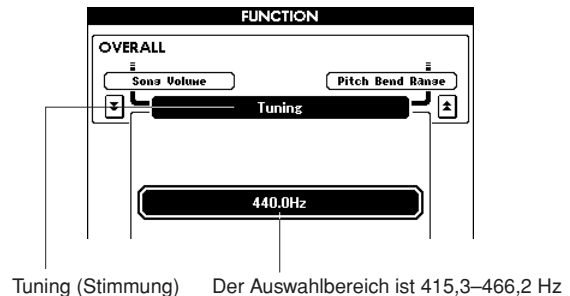 FUNCTION
OVERALL
Song Volume
Pitch Bend Range
Tuning
440.0Hz
Tuning (Stimmung)
Der Auswahlbereich ist 415,3–466,2 Hz